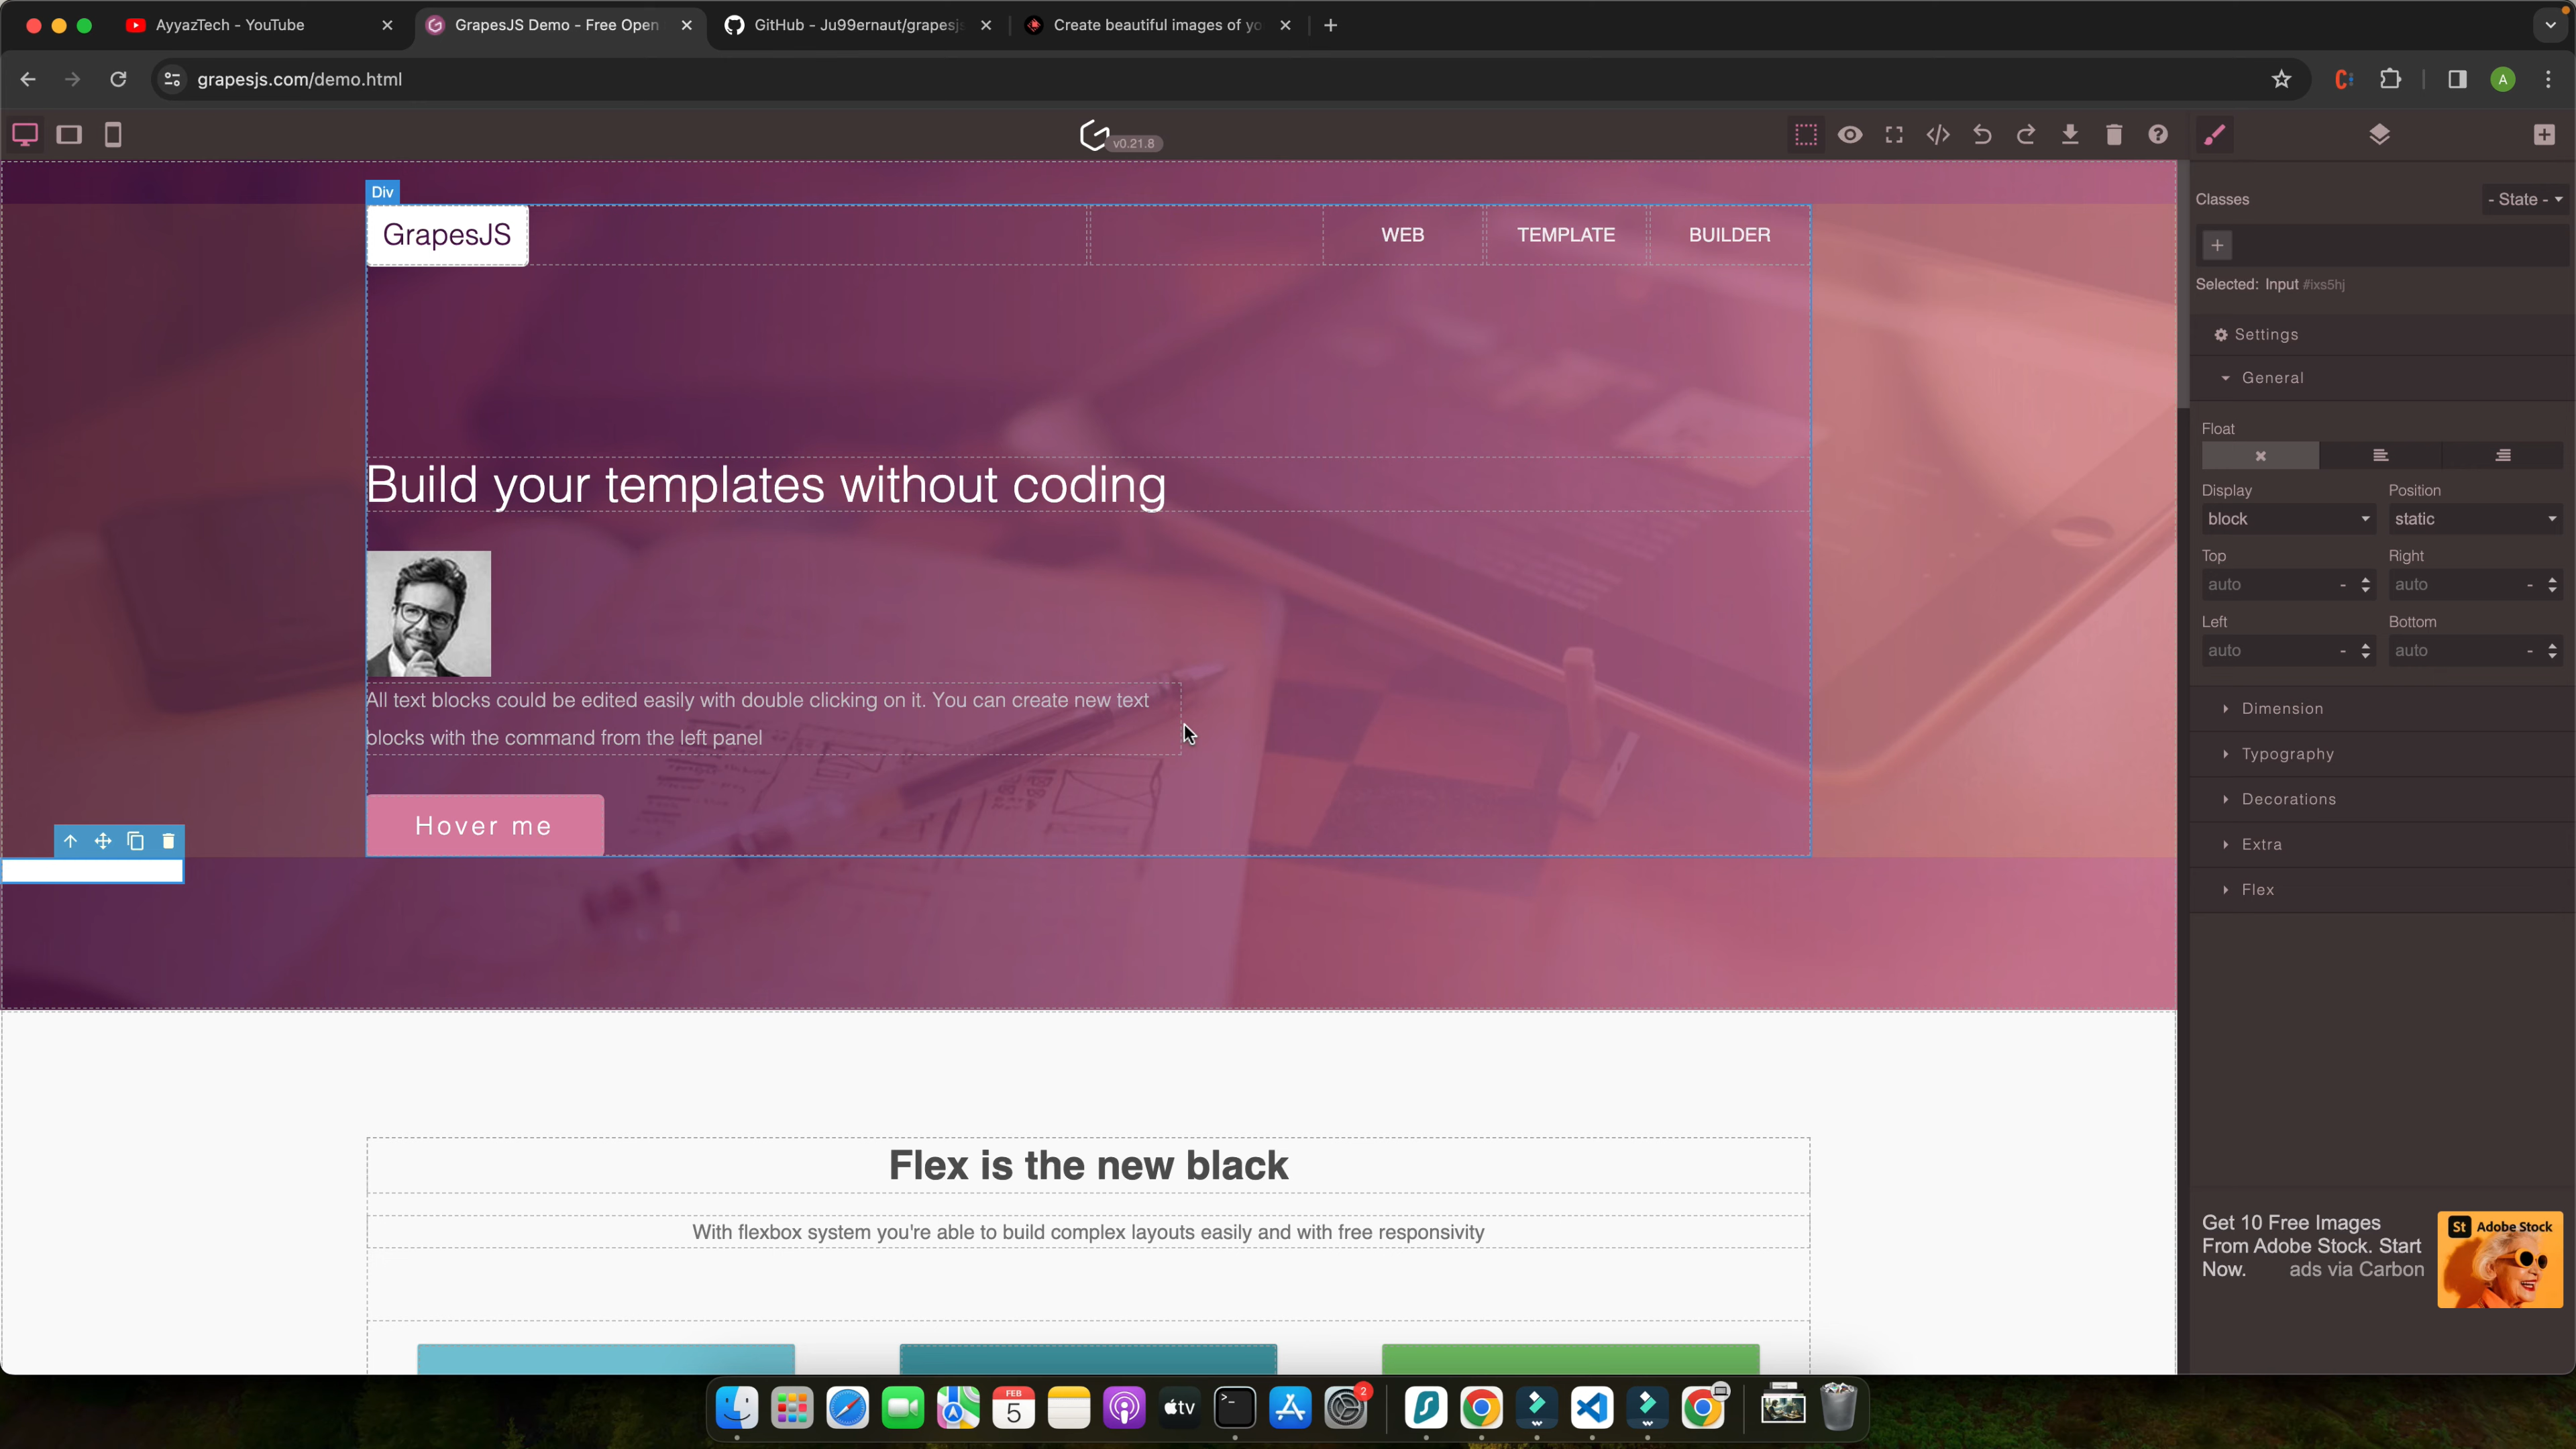 AyyazTech - YouTube
GrapesJS Demo - Free Open
GitHub - Ju99ernaut/grapesjs
Create beautiful images of yo
grapesjs.com/demo.html
A
v0.21.8
Div
GrapesJS
WEB
TEMPLATE
BUILDER
Build your templates without coding
All text blocks could be edited easily with double clicking on it. You can create new text
blocks with the command from the left panel
Hover me
Flex is the new black
With flexbox system you're able to build complex layouts easily and with free responsivity
Classes
- State -
Selected: Input #ixs5hj
Settings
General
Float
Display
Position
block
static
Top
Right
auto -
auto -
Left
Bottom
auto -
auto -
Dimension
Typography
Decorations
Extra
Flex
Get 10 Free Images
From Adobe Stock. Start
Now. ads via Carbon
St Adobe Stock
FEB
5
tv
2